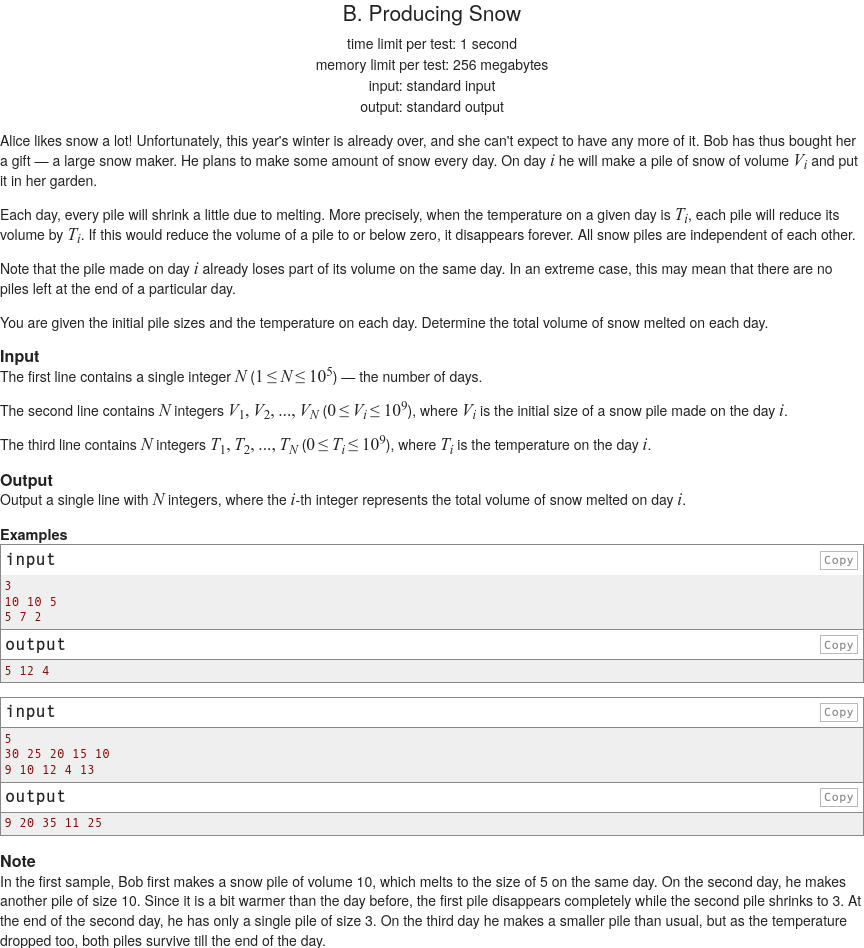 B. Producing Snow
time limit per test: 1 second
memory limit per test: 256 megabytes
input: standard input
output: standard output
Alice likes snow a lot! Unfortunately, this year's winter is already over, and she can't expect to have any more of it. Bob has thus bought her
a gift — a large snow maker. He plans to make some amount of snow every day. On day i he will make a pile of snow of volume V_i and put
it in her garden.
Each day, every pile will shrink a little due to melting. More precisely, when the temperature on a given day is T_i, each pile will reduce its
volume by T_i. If this would reduce the volume of a pile to or below zero, it disappears forever. All snow piles are independent of each other.
Note that the pile made on day i already loses part of its volume on the same day. In an extreme case, this may mean that there are no
piles left at the end of a particular day.
You are given the initial pile sizes and the temperature on each day. Determine the total volume of snow melted on each day.
Input
The first line contains a single integer N (1 ≤ N ≤ 10^5) — the number of days.
The second line contains N integers V_1, V_2, ..., V_N (0 ≤ V_i ≤ 10^9), where V_i is the initial size of a snow pile made on the day i.
The third line contains N integers T_1, T_2, ..., T_N (0 ≤ T_i ≤ 10^9), where T_i is the temperature on the day i.
Output
Output a single line with N integers, where the i-th integer represents the total volume of snow melted on day i.
Examples
input Copy
3
10 10 5
5 7 2
output Copy
5 12 4
input Copy
5
30 25 20 15 10
9 10 12 4 13
output Copy
9 20 35 11 25
Note
In the first sample, Bob first makes a snow pile of volume 10, which melts to the size of 5 on the same day. On the second day, he makes
another pile of size 10. Since it is a bit warmer than the day before, the first pile disappears completely while the second pile shrinks to 3. At
the end of the second day, he has only a single pile of size 3. On the third day he makes a smaller pile than usual, but as the temperature
dropped too, both piles survive till the end of the day.